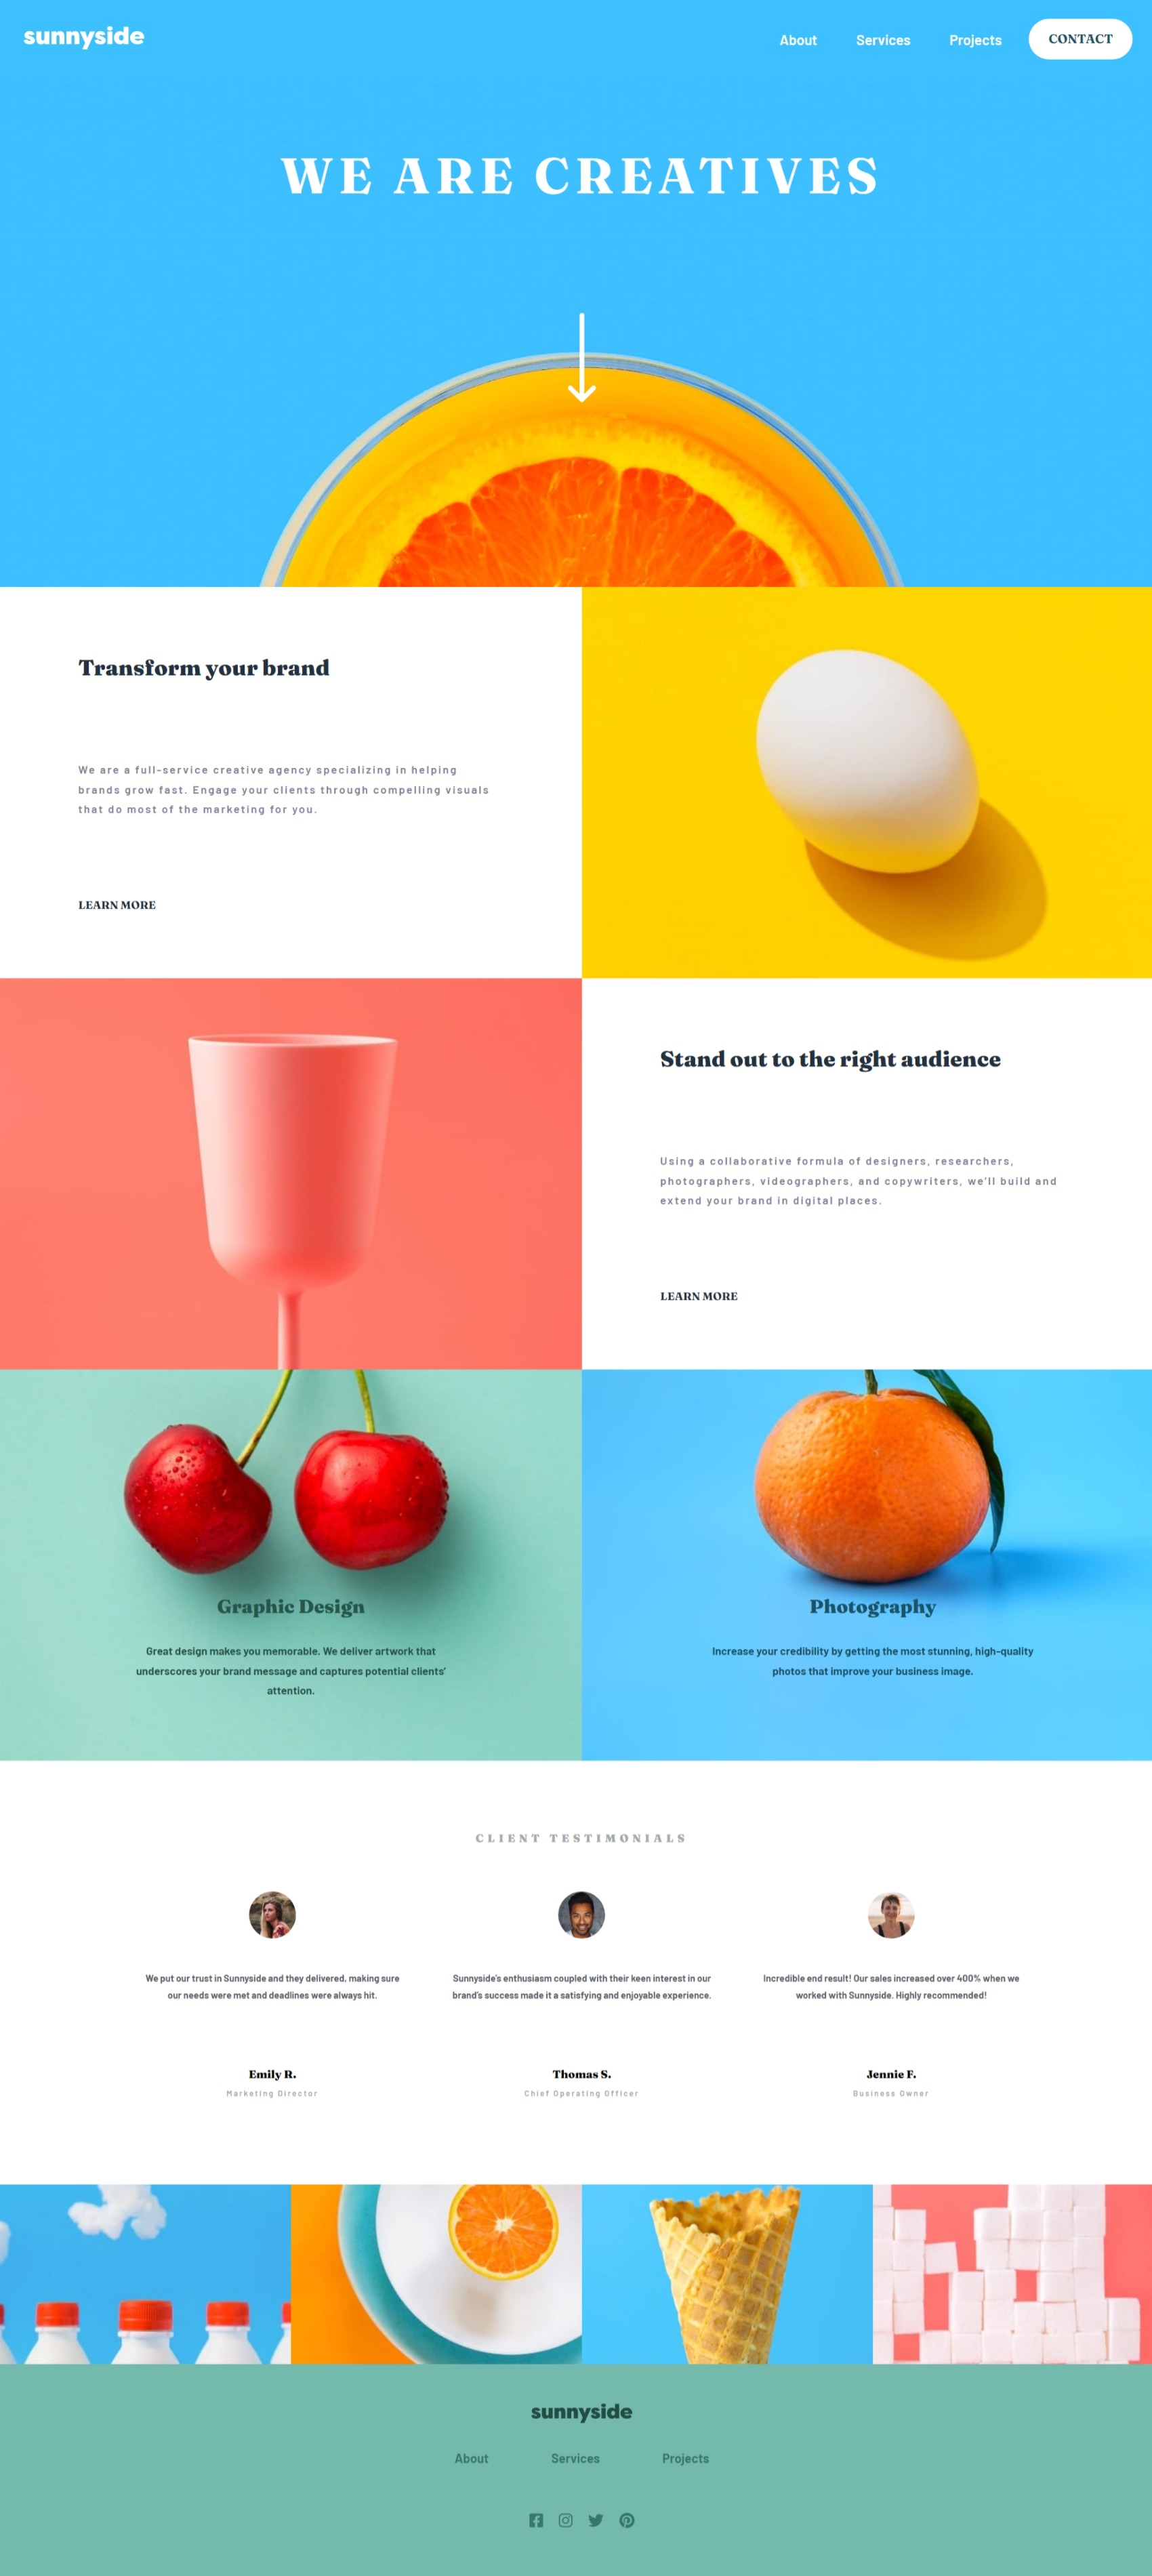 sunnyside
About Services Projects CONTACT
WE ARE CREATIVES
Transform your brand
We are a full-service creative agency specializing in helping
brands grow fast. Engage your clients through compelling visuals
that do most of the marketing for you.
LEARN MORE
Stand out to the right audience
Using a collaborative formula of designers, researchers,
photographers, videographers, and copywriters, we'll build and
extend your brand in digital places.
LEARN MORE
Graphic Design
Great design makes you memorable. We deliver artwork that
underscores your brand message and captures potential clients'
attention.
Photography
Increase your credibility by getting the most stunning, high-quality
photos that improve your business image.
CLIENT TESTIMONIALS
We put our trust in Sunnyside and they delivered, making sure
our needs were met and deadlines were always hit.
Emily R.
Marketing Director
Sunnyside's enthusiasm coupled with their keen interest in our
brand's success made it a satisfying and enjoyable experience.
Thomas S.
Chief Operating Officer
Incredible end result! Our sales increased over 400% when we
worked with Sunnyside. Highly recommended!
Jennie F.
Business Owner
sunnyside
About Services Projects